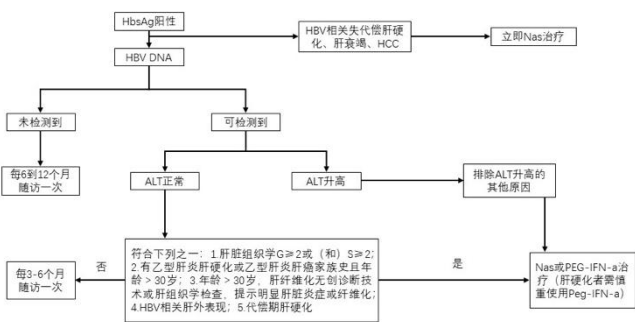 HbsAg阳性
HBV相关失代偿肝硬
化、肝衰竭、HCC
立即Nas治疗
HBV DNA
未检测到
可检测到
每6到12个月
随访一次
ALT正常
ALT升高
排除ALT升高的
其他原因
符合下列之一：1.肝脏组织学G≥2或（和）S≥2；
2.有乙型肝炎肝硬化或乙型肝炎肝癌家族史且年
龄＞30岁；3.年龄＞30岁，肝纤维化无创诊断技
术或肝组织学检查，提示明显肝脏炎症或纤维化；
4.HBV相关肝外表现；5.代偿期肝硬化
否
每3-6个月
随访一次
是
Nas或PEG-IFN-a治
疗（肝硬化者需慎
重使用Peg-IFN-a）